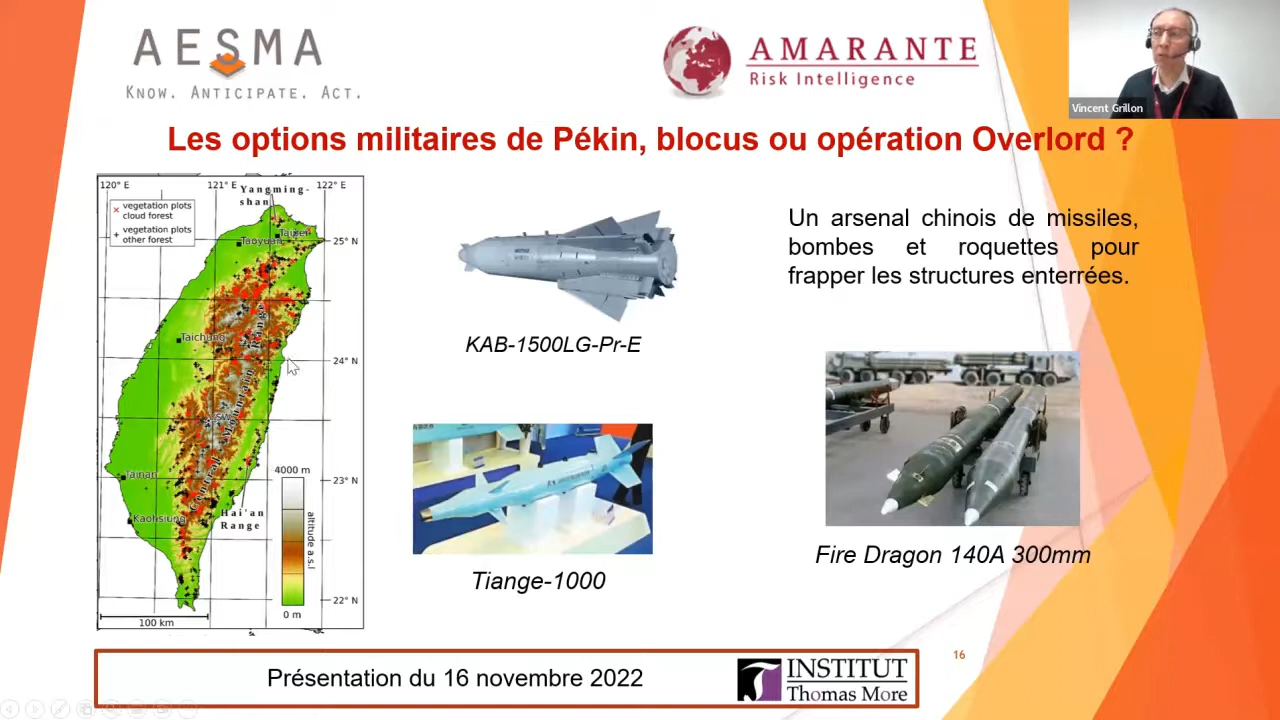 AESMA
KNOW. ANTICIPATE. ACT.
AMARANTE
Risk Intelligence
Vincent Grillon
Les options militaires de Pékin, blocus ou opération Overlord ?
120° E
121° E
122° E
Yangming-
shan
vegetation plots
cloud forest
vegetation plots
other forest
Taipei
Taoyuan
25° N
Taichung
24° N
Central Mountain Range
Tainan
23° N
Kaohsiung
Hai'an
Range
4000 m
altitude a.s.l
0 m
22° N
100 km
KAB-1500LG-Pr-E
Tiange-1000
Un arsenal chinois de missiles,
bombes et roquettes pour
frapper les structures enterrées.
Fire Dragon 140A 300mm
Présentation du 16 novembre 2022
INSTITUT
Thomas More
16